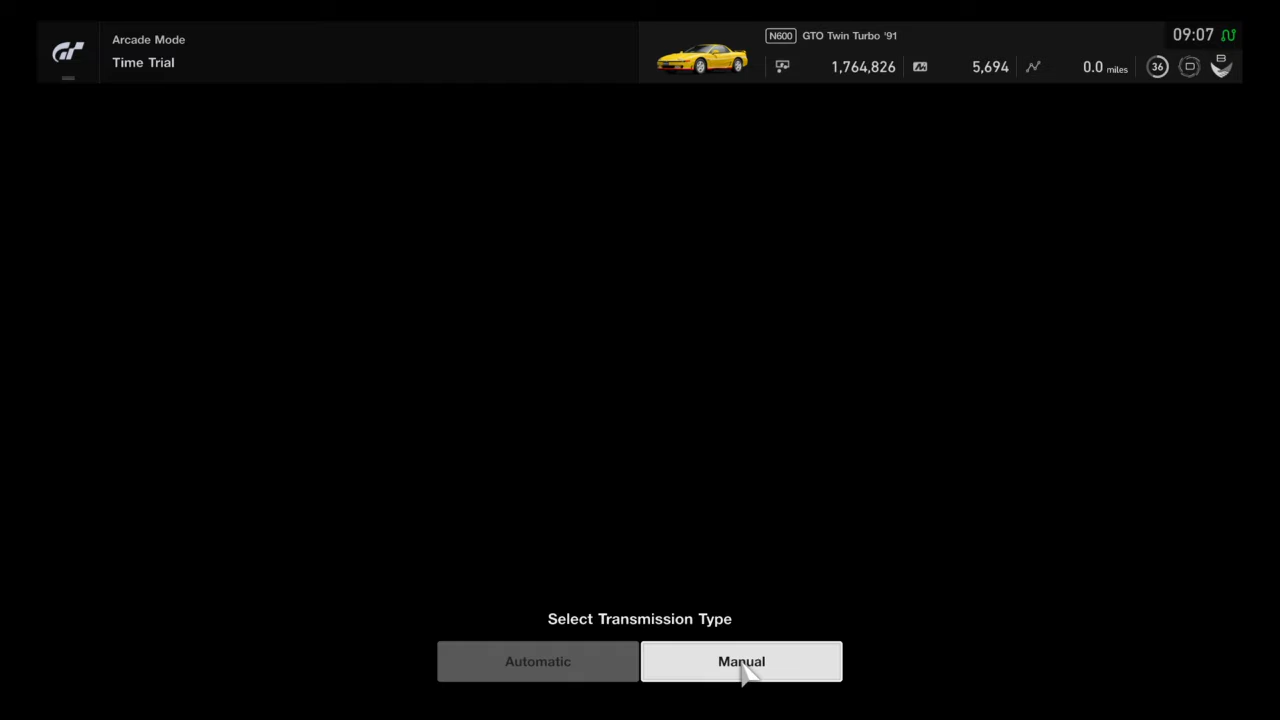 Arcade Mode
Time Trial
N600 GTO Twin Turbo '91
1,764,826 5,694 0.0 miles 36 B
09:07
Select Transmission Type
Automatic Manual